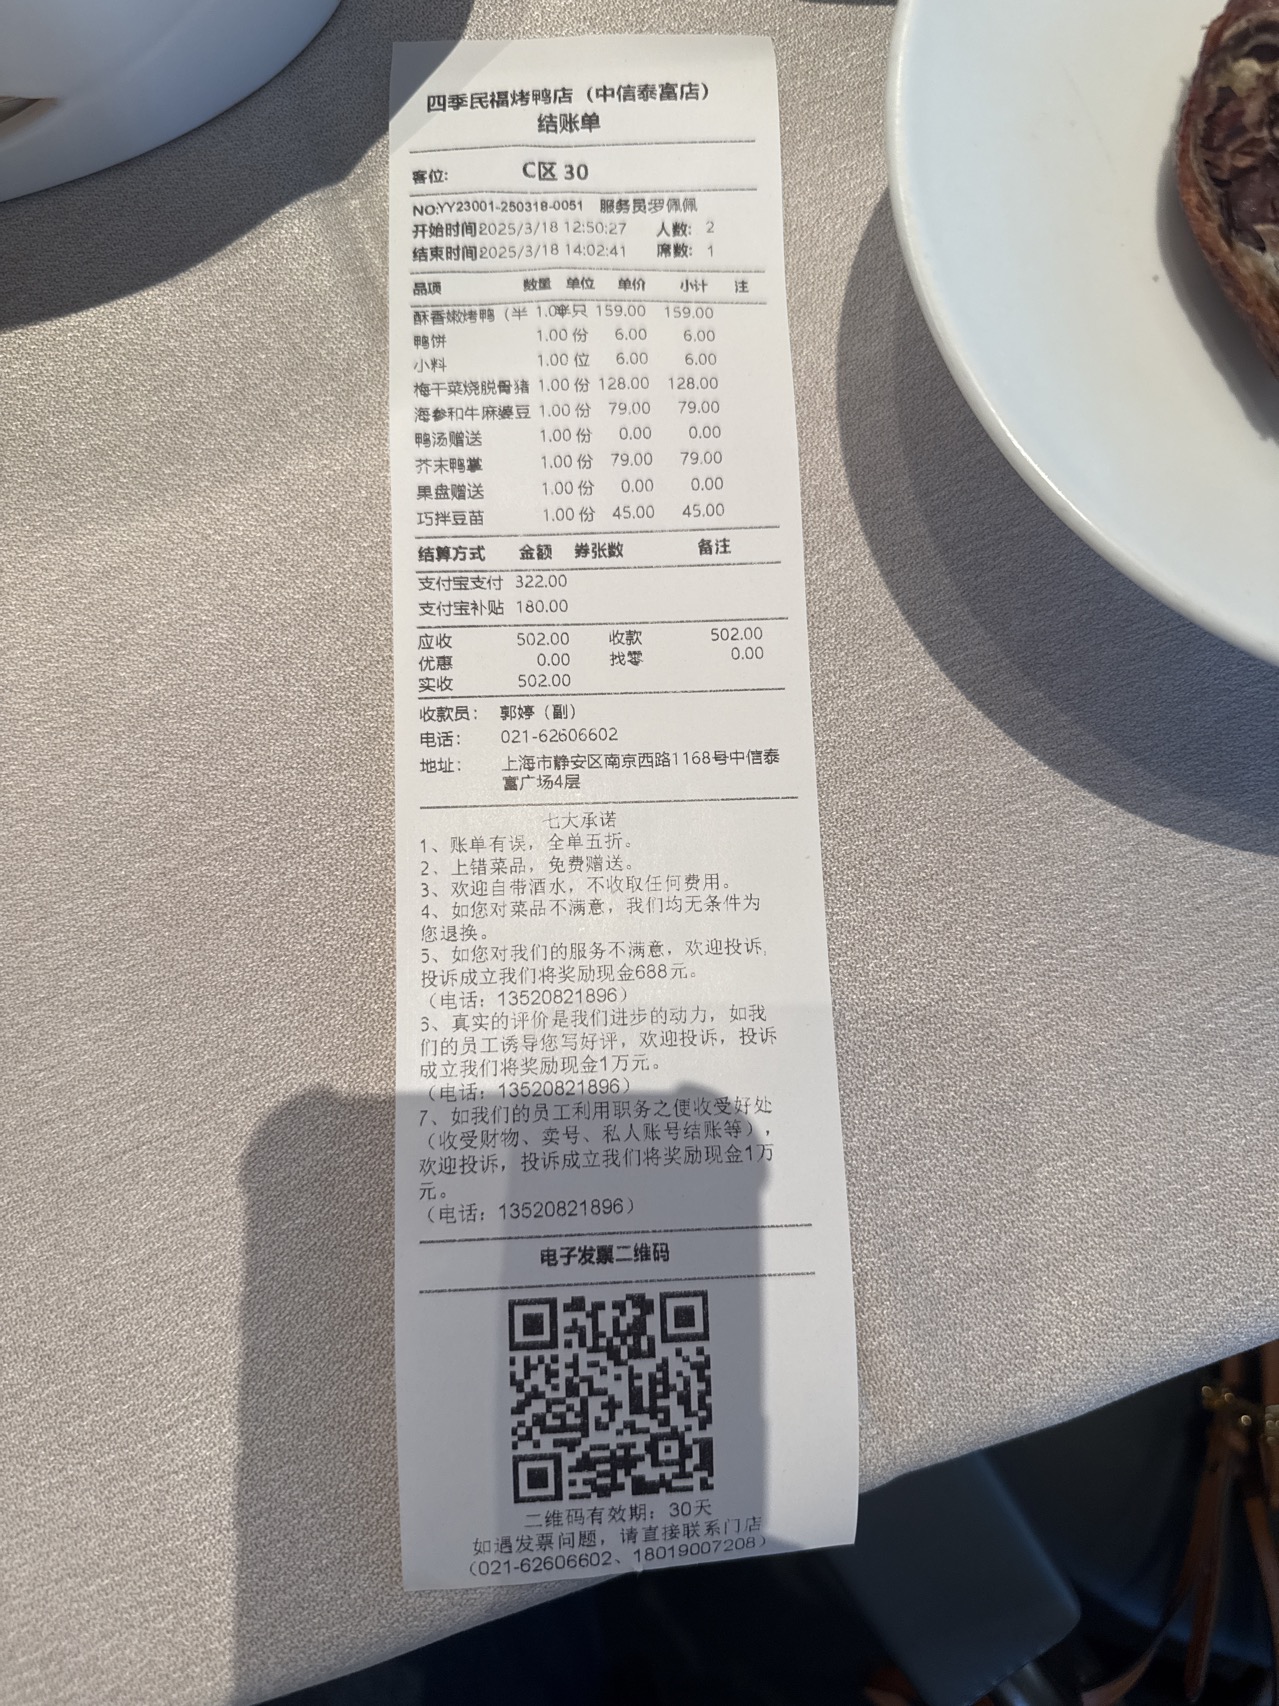 四季民福烤鸭店（中信泰富店）
结账单
客位: C区 30
NO:YY23001-250318-0051 服务员:罗佩佩
开始时间2025/3/18 12:50:27 人数: 2
结束时间2025/3/18 14:02:41 席数: 1
品项 数量 单位 单价 小计 注
酥香嫩烤鸭（半 1.00半只 159.00 159.00
鸭饼 1.00 份 6.00 6.00
小料 1.00 位 6.00 6.00
梅干菜烧脱骨猪 1.00 份 128.00 128.00
海参和牛麻婆豆 1.00 份 79.00 79.00
鸭汤赠送 1.00 份 0.00 0.00
芥末鸭掌 1.00 份 79.00 79.00
果盘赠送 1.00 份 0.00 0.00
巧拌豆苗 1.00 份 45.00 45.00
结算方式 金额 券张数 备注
支付宝支付 322.00
支付宝补贴 180.00
应收 502.00 收款 502.00
优惠 0.00 找零 0.00
实收 502.00
收款员: 郭婷（副）
电话: 021-62606602
地址: 上海市静安区南京西路1168号中信泰
富广场4层
七大承诺
1、账单有误，全单五折。
2、上错菜品，免费赠送。
3、欢迎自带酒水，不收取任何费用。
4、如您对菜品不满意，我们均无条件为
您退换。
5、如您对我们的服务不满意，欢迎投诉，
投诉成立我们将奖励现金688元。
（电话：13520821896）
6、真实的评价是我们进步的动力，如我
们的员工诱导您写好评，欢迎投诉，投诉
成立我们将奖励现金1万元。
（电话：13520821896）
7、如我们的员工利用职务之便收受好处
（收受财物、卖号、私人账号结账等），
欢迎投诉，投诉成立我们将奖励现金1万
元。
（电话：13520821896）
电子发票二维码
二维码有效期：30天
如遇发票问题，请直接联系门店
（021-62606602、18019007208）